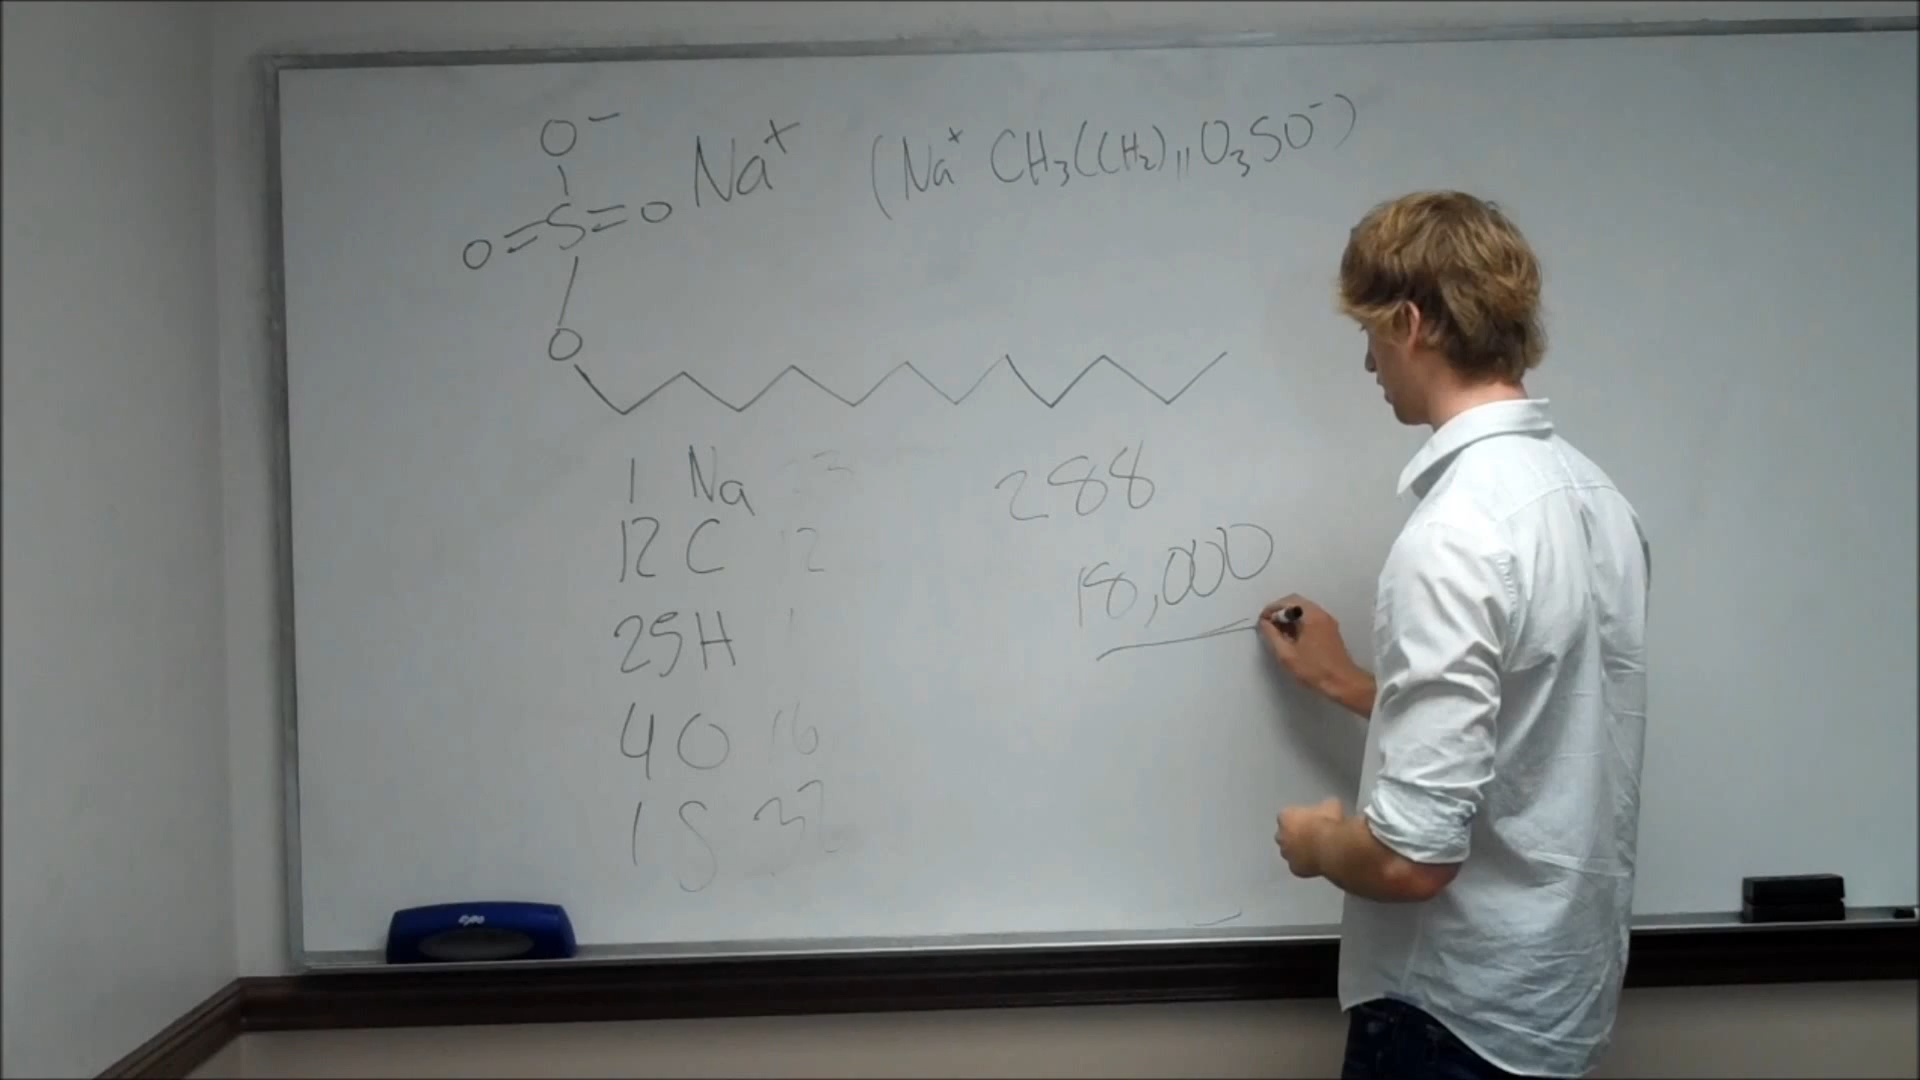 O⁻
O=S=O Na⁺ (Na⁺ CH₃(CH₂)₁₁O₃SO⁻)
O
1 Na 23
12 C 12
25 H 1
4 O 16
1 S 32
288
18,000
EXPO